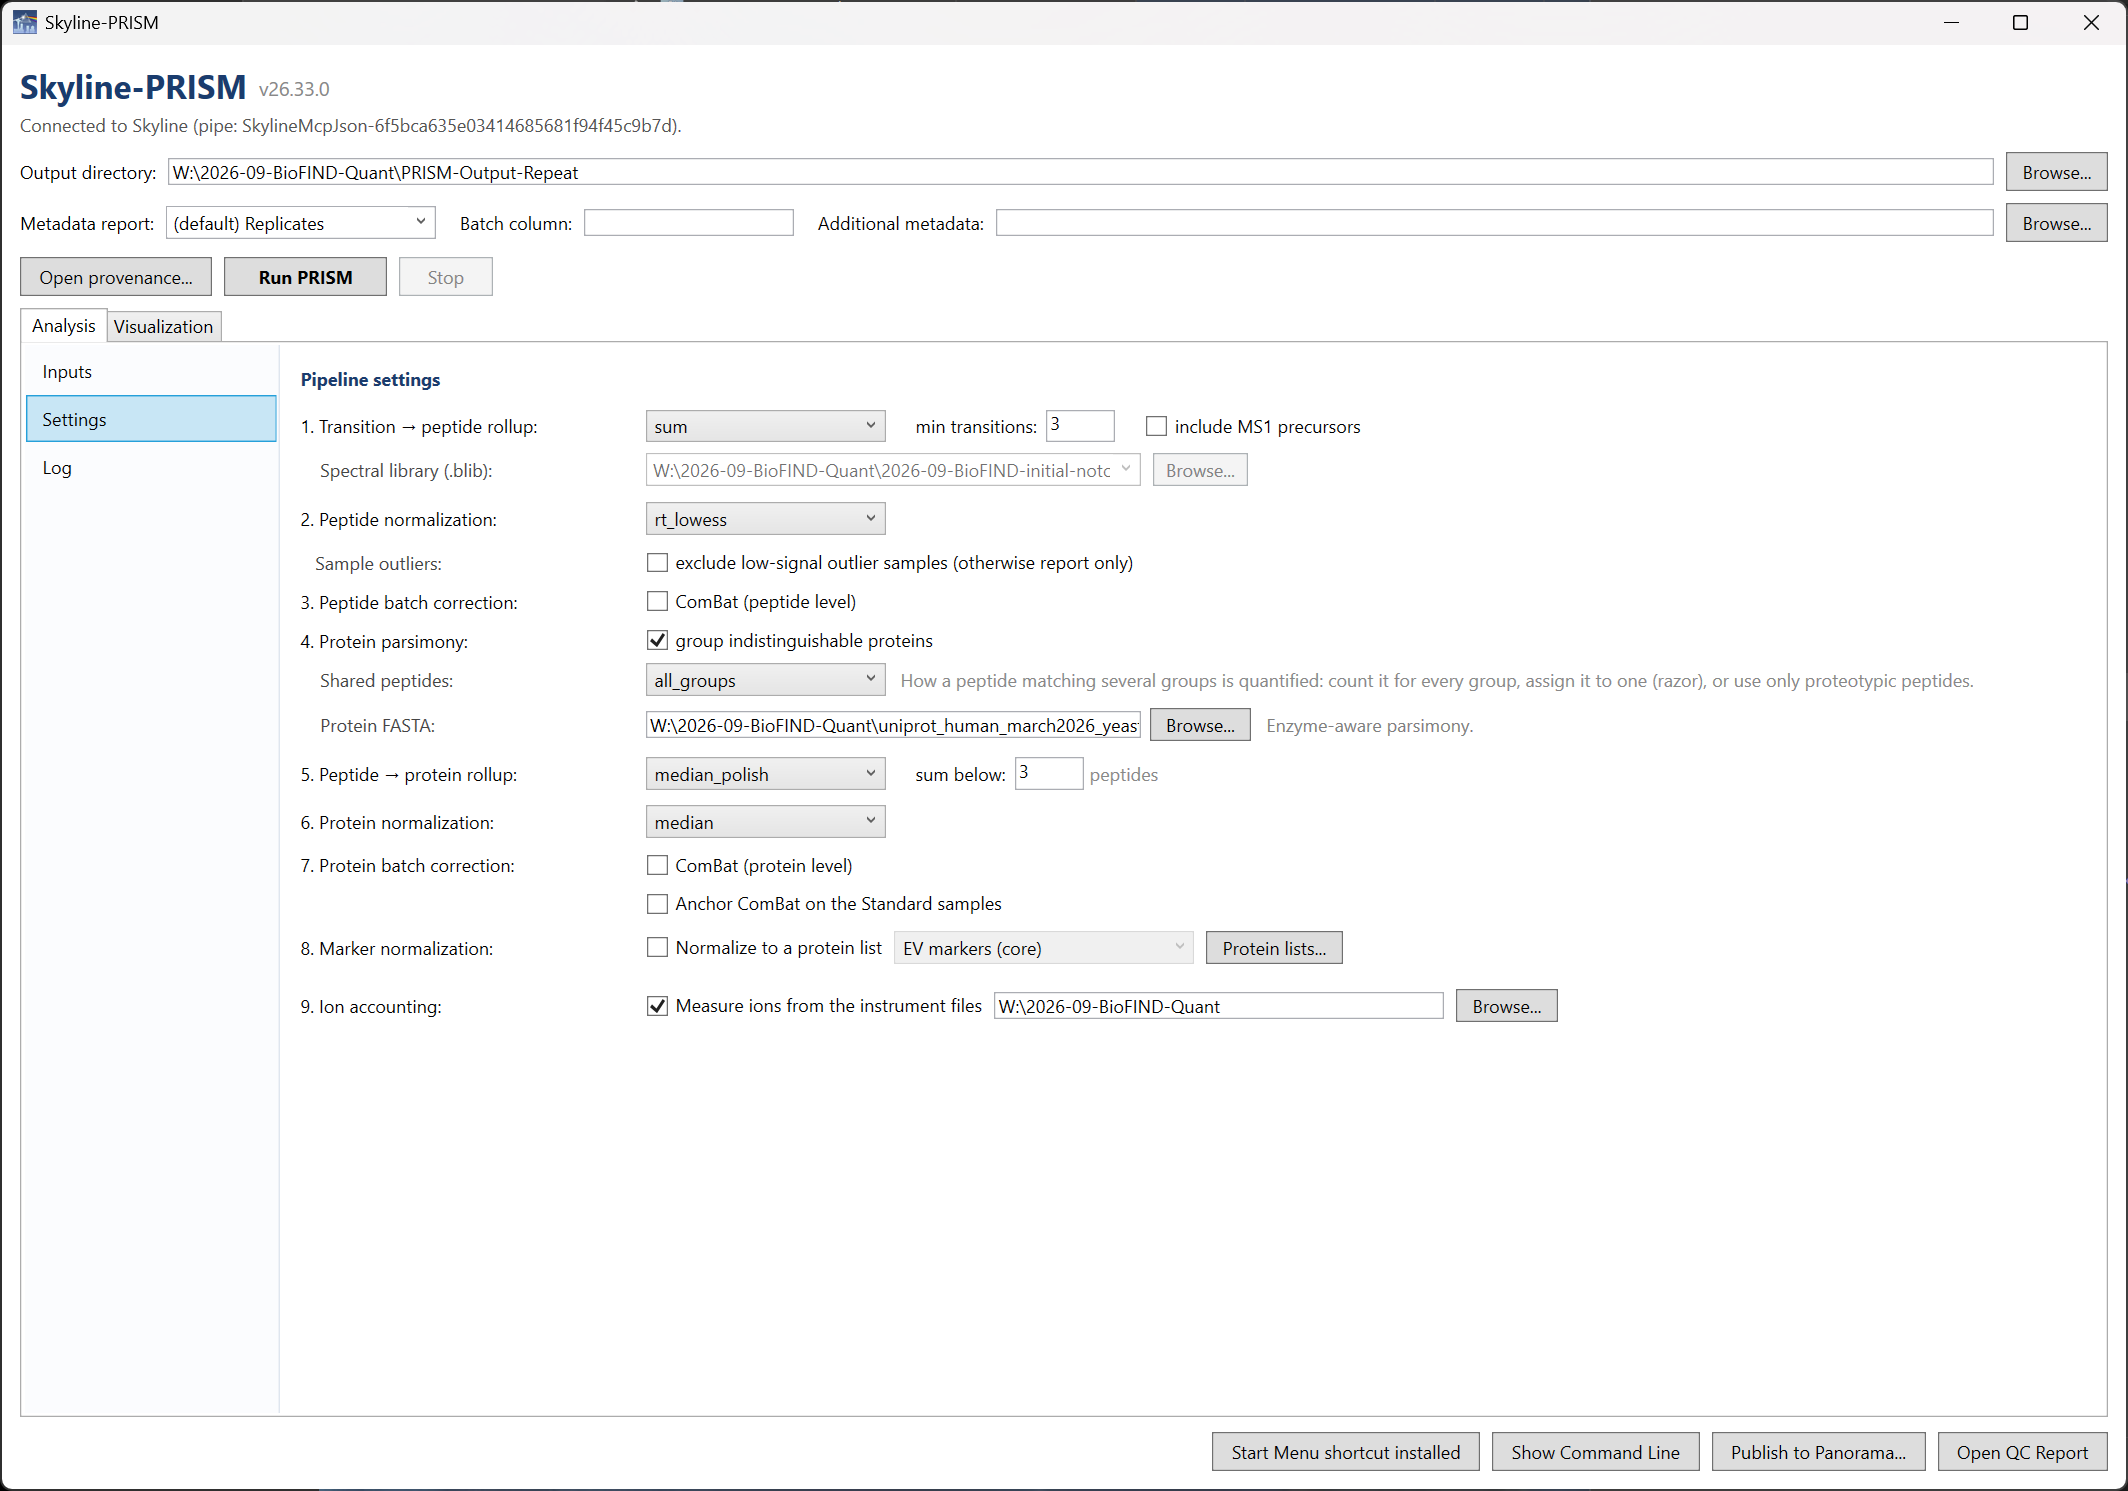 Skyline-PRISM
Skyline-PRISM v26.33.0
Connected to Skyline (pipe: SkylineMcpJson-6f5bca635e03414685681f94f45c9b7d).
Output directory: W:\2026-09-BioFIND-Quant\PRISM-Output-Repeat Browse...
Metadata report: (default) Replicates Batch column: Additional metadata: Browse...
Open provenance... Run PRISM Stop
Analysis Visualization
Inputs
Settings
Log
Pipeline settings
1. Transition → peptide rollup: sum min transitions: 3 include MS1 precursors
Spectral library (.blib): W:\2026-09-BioFIND-Quant\2026-09-BioFIND-initial-notc Browse...
2. Peptide normalization: rt_lowess
Sample outliers: exclude low-signal outlier samples (otherwise report only)
3. Peptide batch correction: ComBat (peptide level)
4. Protein parsimony: group indistinguishable proteins
Shared peptides: all_groups How a peptide matching several groups is quantified: count it for every group, assign it to one (razor), or use only proteotypic peptides.
Protein FASTA: W:\2026-09-BioFIND-Quant\uniprot_human_march2026_yeas Browse... Enzyme-aware parsimony.
5. Peptide → protein rollup: median_polish sum below: 3 peptides
6. Protein normalization: median
7. Protein batch correction: ComBat (protein level)
Anchor ComBat on the Standard samples
8. Marker normalization: Normalize to a protein list EV markers (core) Protein lists...
9. Ion accounting: Measure ions from the instrument files W:\2026-09-BioFIND-Quant Browse...
Start Menu shortcut installed Show Command Line Publish to Panorama... Open QC Report